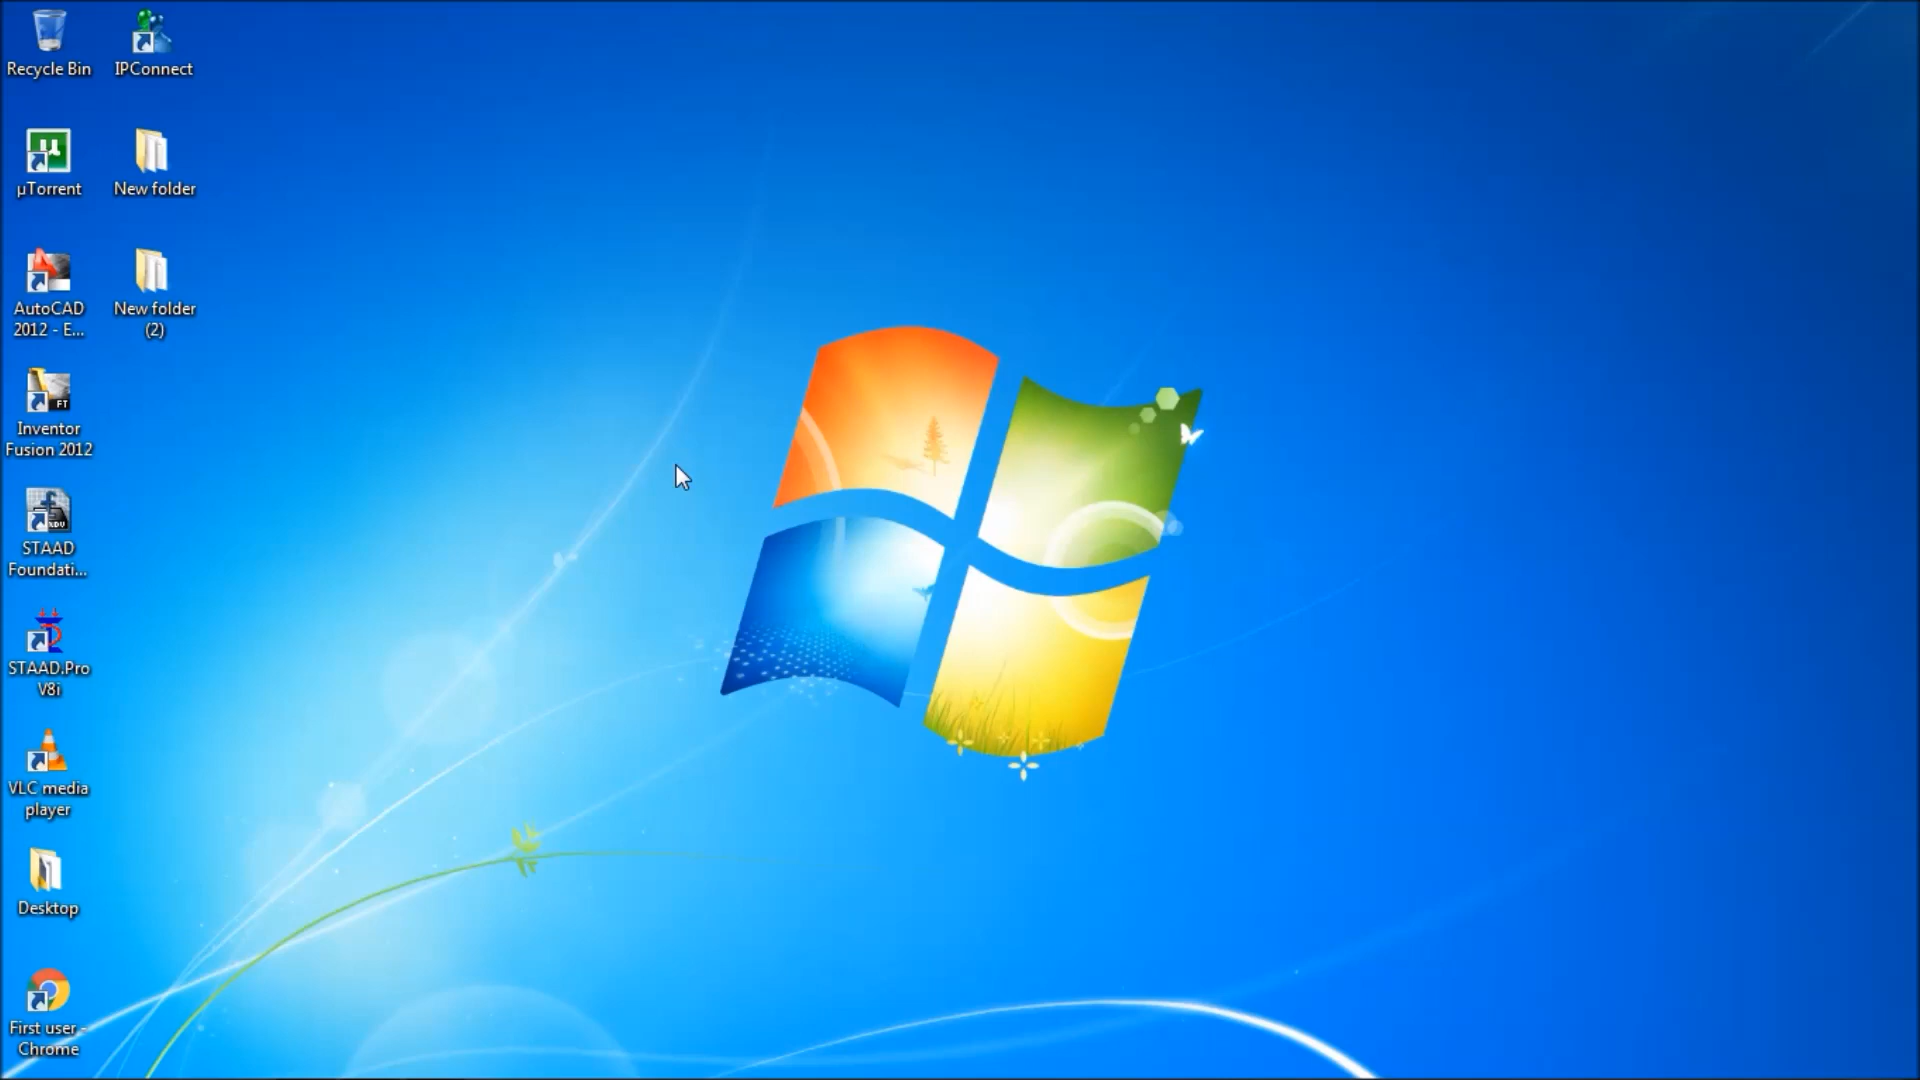 Recycle Bin
IPConnect
µTorrent
New folder
AutoCAD
2012 - E...
New folder
(2)
FT
Inventor
Fusion 2012
STAAD
Foundati...
STAAD.Pro
V8i
VLC media
player
Desktop
First user -
Chrome